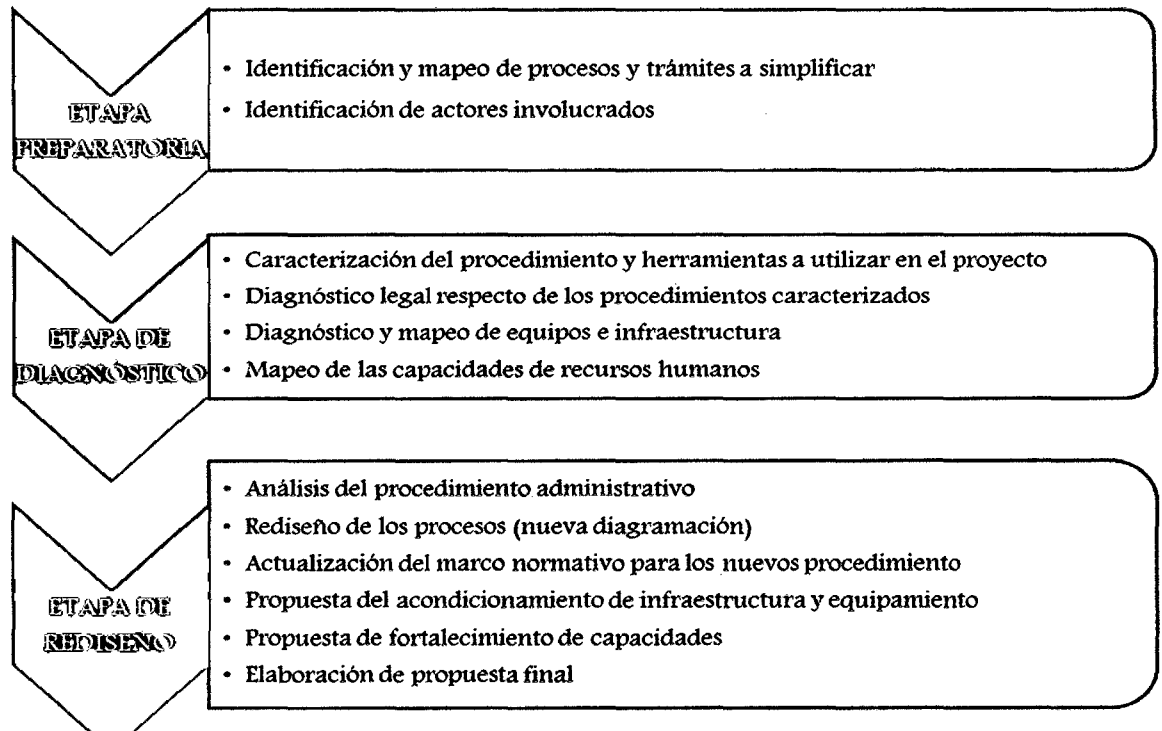 ETAPA
PREPARATORIA
• Identificación y mapeo de procesos y trámites a simplificar
• Identificación de actores involucrados
ETAPA DE
DIAGNÓSTICO
• Caracterización del procedimiento y herramientas a utilizar en el proyecto
• Diagnóstico legal respecto de los procedimientos caracterizados
• Diagnóstico y mapeo de equipos e infraestructura
• Mapeo de las capacidades de recursos humanos
ETAPA DE
REDISEÑO
• Análisis del procedimiento administrativo
• Rediseño de los procesos (nueva diagramación)
• Actualización del marco normativo para los nuevos procedimiento
• Propuesta del acondicionamiento de infraestructura y equipamiento
• Propuesta de fortalecimiento de capacidades
• Elaboración de propuesta final